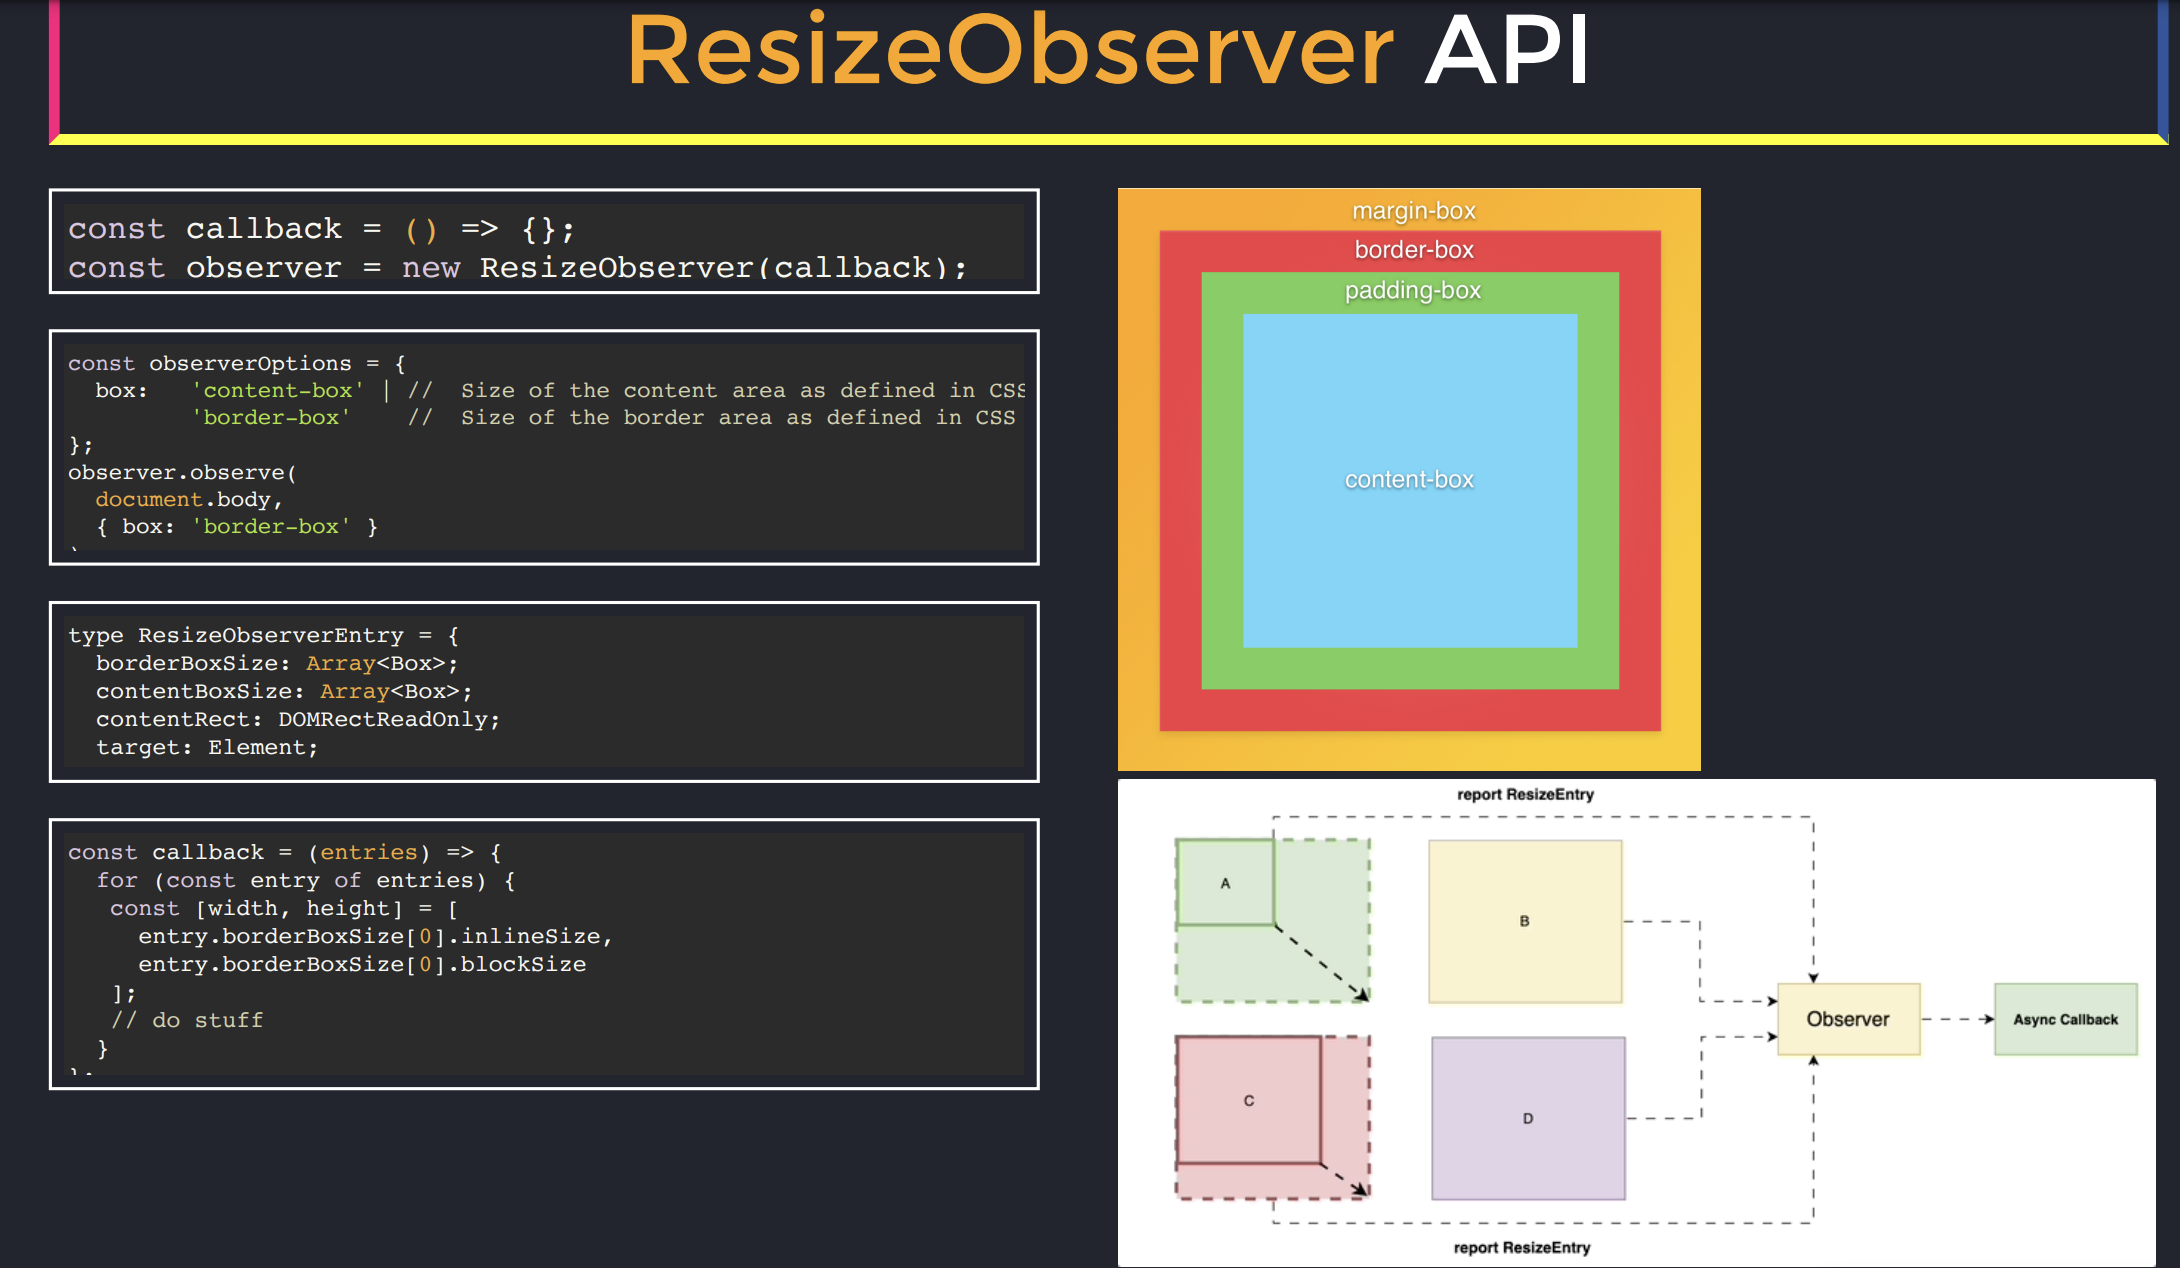 ResizeObserver API
const callback = () => {};
const observer = new ResizeObserver(callback);
const observerOptions = {
box: 'content-box' | // Size of the content area as defined in CSS
'border-box' // Size of the border area as defined in CSS
};
observer.observe(
document.body,
{ box: 'border-box' }
type ResizeObserverEntry = {
borderBoxSize: Array<Box>;
contentBoxSize: Array<Box>;
contentRect: DOMRectReadOnly;
target: Element;
const callback = (entries) => {
for (const entry of entries) {
const [width, height] = [
entry.borderBoxSize[0].inlineSize,
entry.borderBoxSize[0].blockSize
];
// do stuff
}
};
margin-box
border-box
padding-box
content-box
report ResizeEntry
A
B
Observer
Async Callback
C
D
report ResizeEntry